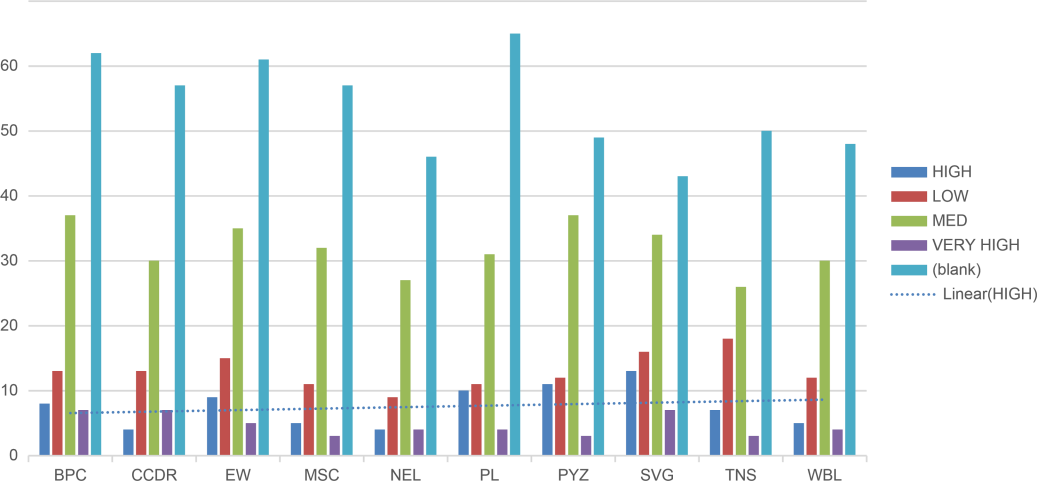 60
50
40
30
20
10
0
BPC CCDR EW MSC NEL PL PYZ SVG TNS WBL
HIGH
LOW
MED
VERY HIGH
(blank)
Linear(HIGH)